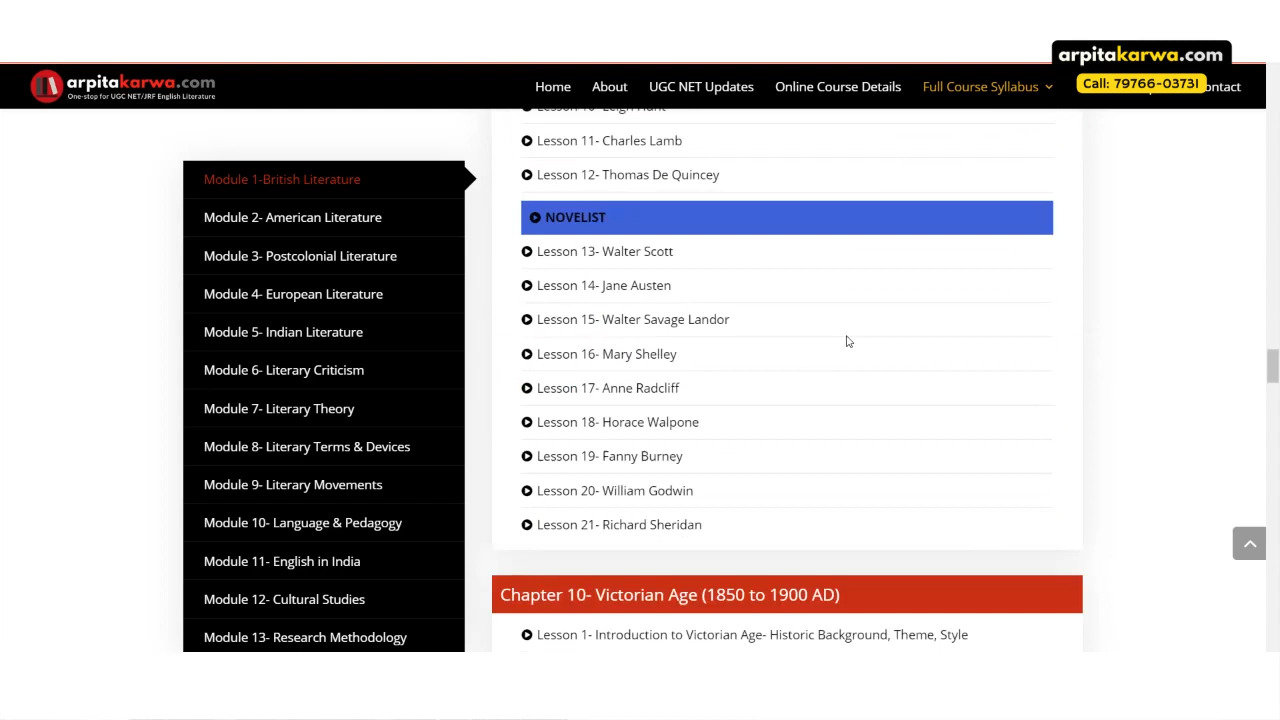 arpitakarwa.com
Call: 79766-03731
arpitakarwa.com
One-stop for UGC NET/JRF English Literature
Home
About
UGC NET Updates
Online Course Details
Full Course Syllabus
Module 1-British Literature
Module 2- American Literature
Module 3- Postcolonial Literature
Module 4- European Literature
Module 5- Indian Literature
Module 6- Literary Criticism
Module 7- Literary Theory
Module 8- Literary Terms & Devices
Module 9- Literary Movements
Module 10- Language & Pedagogy
Module 11- English in India
Module 12- Cultural Studies
Module 13- Research Methodology
Lesson 10- Leigh Hunt
Lesson 11- Charles Lamb
Lesson 12- Thomas De Quincey
NOVELIST
Lesson 13- Walter Scott
Lesson 14- Jane Austen
Lesson 15- Walter Savage Landor
Lesson 16- Mary Shelley
Lesson 17- Anne Radcliff
Lesson 18- Horace Walpone
Lesson 19- Fanny Burney
Lesson 20- William Godwin
Lesson 21- Richard Sheridan
Chapter 10- Victorian Age (1850 to 1900 AD)
Lesson 1- Introduction to Victorian Age- Historic Background, Theme, Style